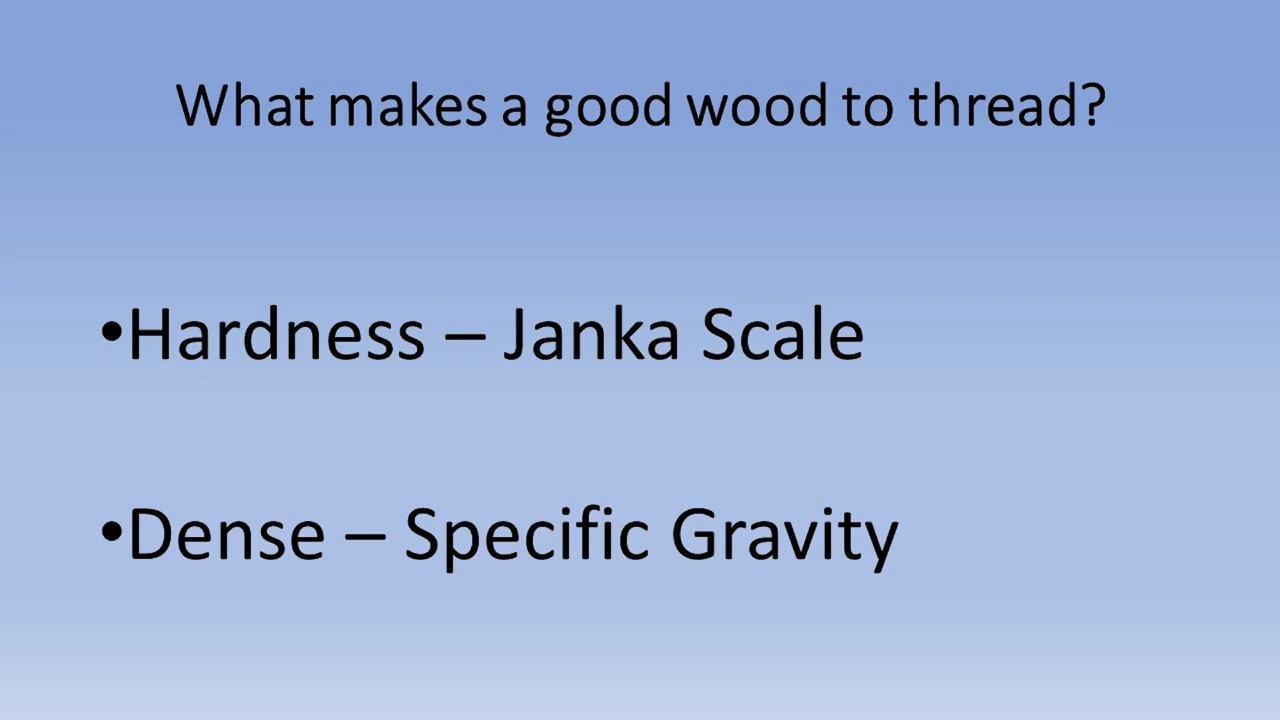 What makes a good wood to thread?
•Hardness – Janka Scale
•Dense – Specific Gravity